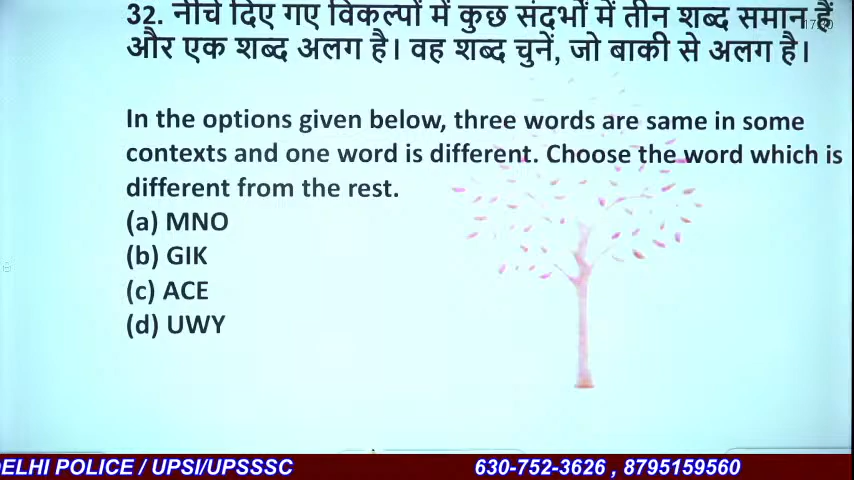 32. नीचे दिए गए विकल्पों में कुछ संदर्भों में तीन शब्द समान हैं
और एक शब्द अलग है। वह शब्द चुनें, जो बाकी से अलग है।
In the options given below, three words are same in some
contexts and one word is different. Choose the word which is
different from the rest.
(a) MNO
(b) GIK
(c) ACE
(d) UWY
ELHI POLICE / UPSI/UPSSSC
630-752-3626 , 8795159560